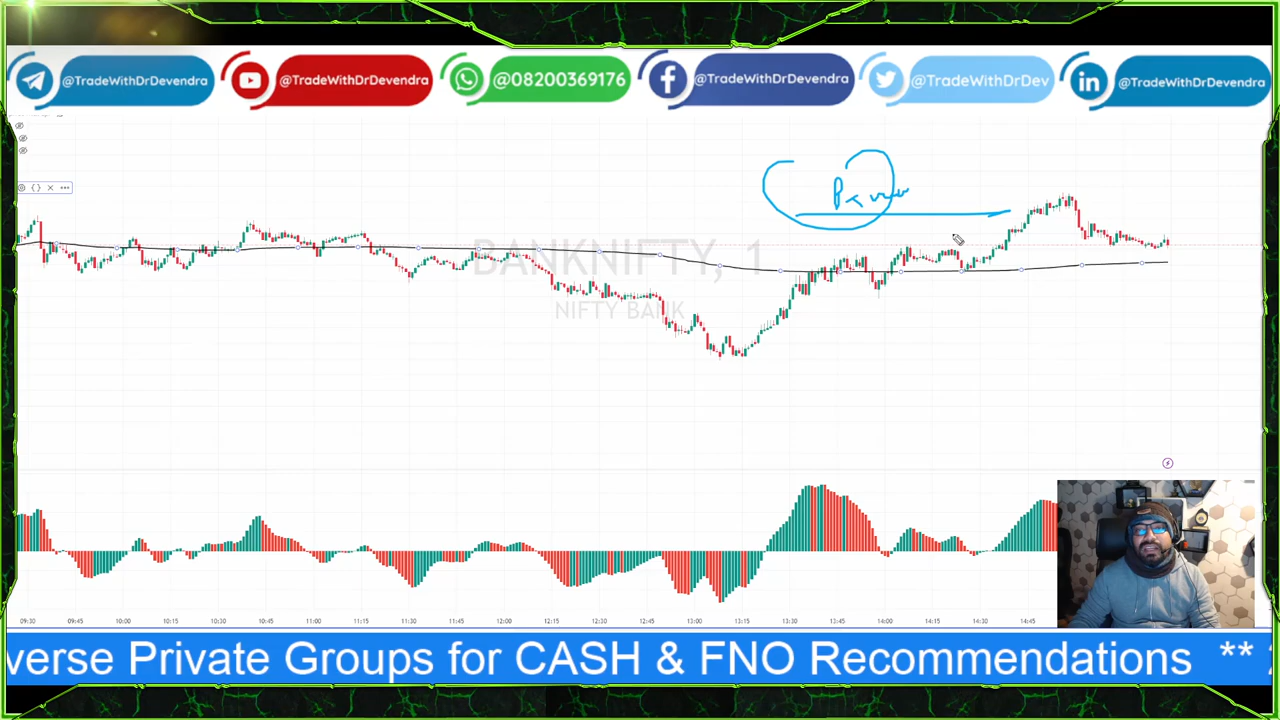 @TradeWithDrDevendra @TradeWithDrDevendra @08200369176 @TradeWithDrDevendra @TradeWithDrDev @TradeWithDrDevendra
BANKNIFTY, 1
NIFTY BANK
09:30 09:45 10:00 10:15 10:30 10:45 11:00 11:15 11:30 11:45 12:00 12:15 12:30 12:45 13:00 13:15 13:30 13:45 14:00 14:15 14:30 14:45
verse Private Groups for CASH & FNO Recommendations **